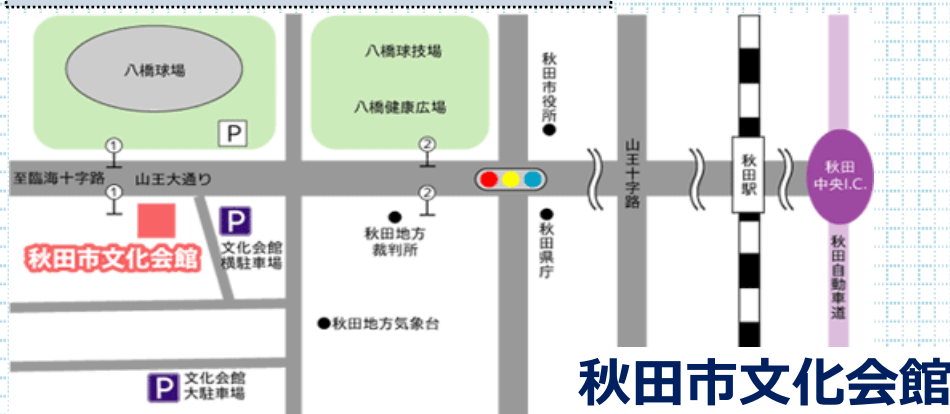 八橋球場
P
八橋球技場
八橋健康広場
秋田市役所
①
②
至臨海十字路
山王大通り
①
②
山王十字路
秋田駅
秋田
中央I.C.
P
文化会館
横駐車場
秋田市文化会館
秋田地方
裁判所
秋田県庁
秋田自動車道
秋田地方気象台
P
文化会館
大駐車場
秋田市文化会館